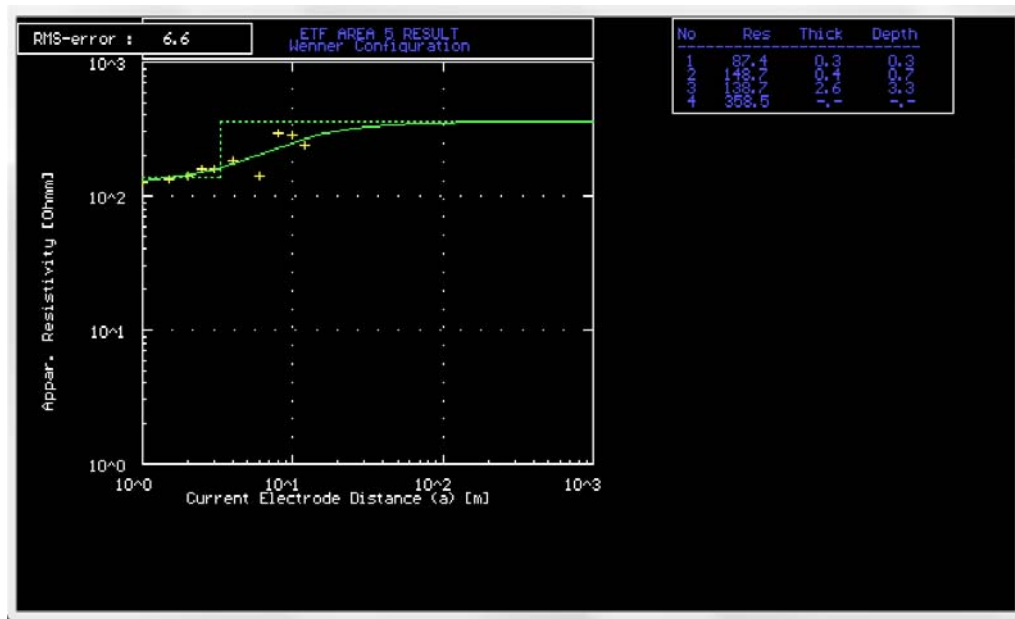 RMS-error : 6.6
ETF AREA 5 RESULT
Wenner Configuration
No Res Thick Depth
1 87.4 0.3 0.3
2 148.7 0.4 0.7
3 138.7 2.6 3.3
4 358.5 -.- -.-
10^3
10^2
10^1
10^0
Appar. Resistivity [Ohmm]
10^0 10^1 10^2 10^3
Current Electrode Distance (a) [m]